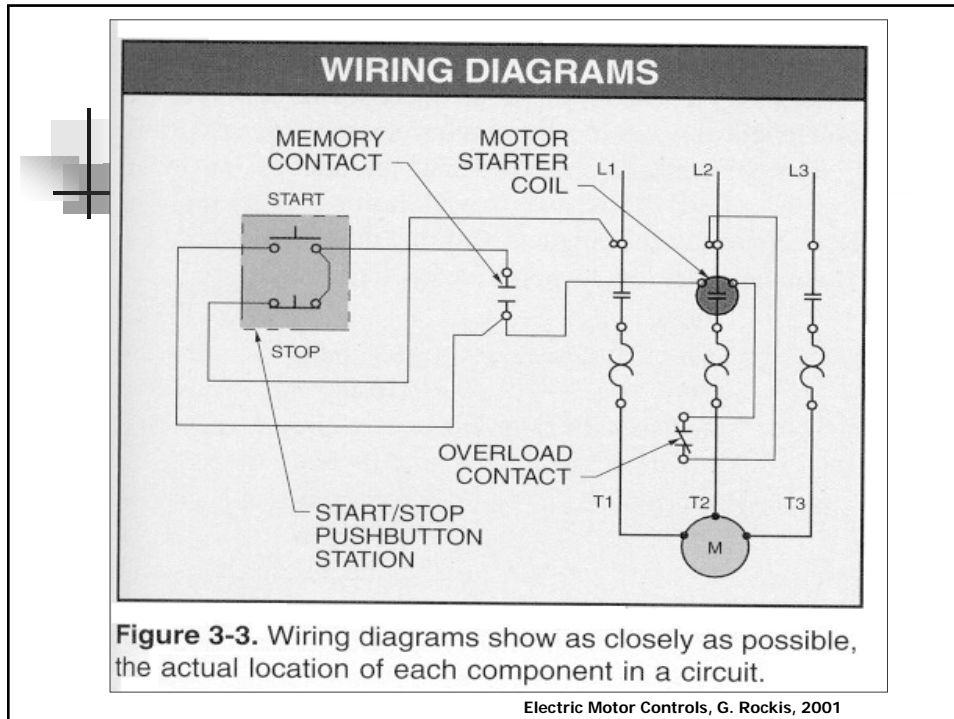 WIRING DIAGRAMS
MEMORY
CONTACT
MOTOR
STARTER
COIL
L1
L2
L3
START
STOP
OVERLOAD
CONTACT
T1
T2
T3
START/STOP
PUSHBUTTON
STATION
M
Figure 3-3. Wiring diagrams show as closely as possible,
the actual location of each component in a circuit.
Electric Motor Controls, G. Rockis, 2001